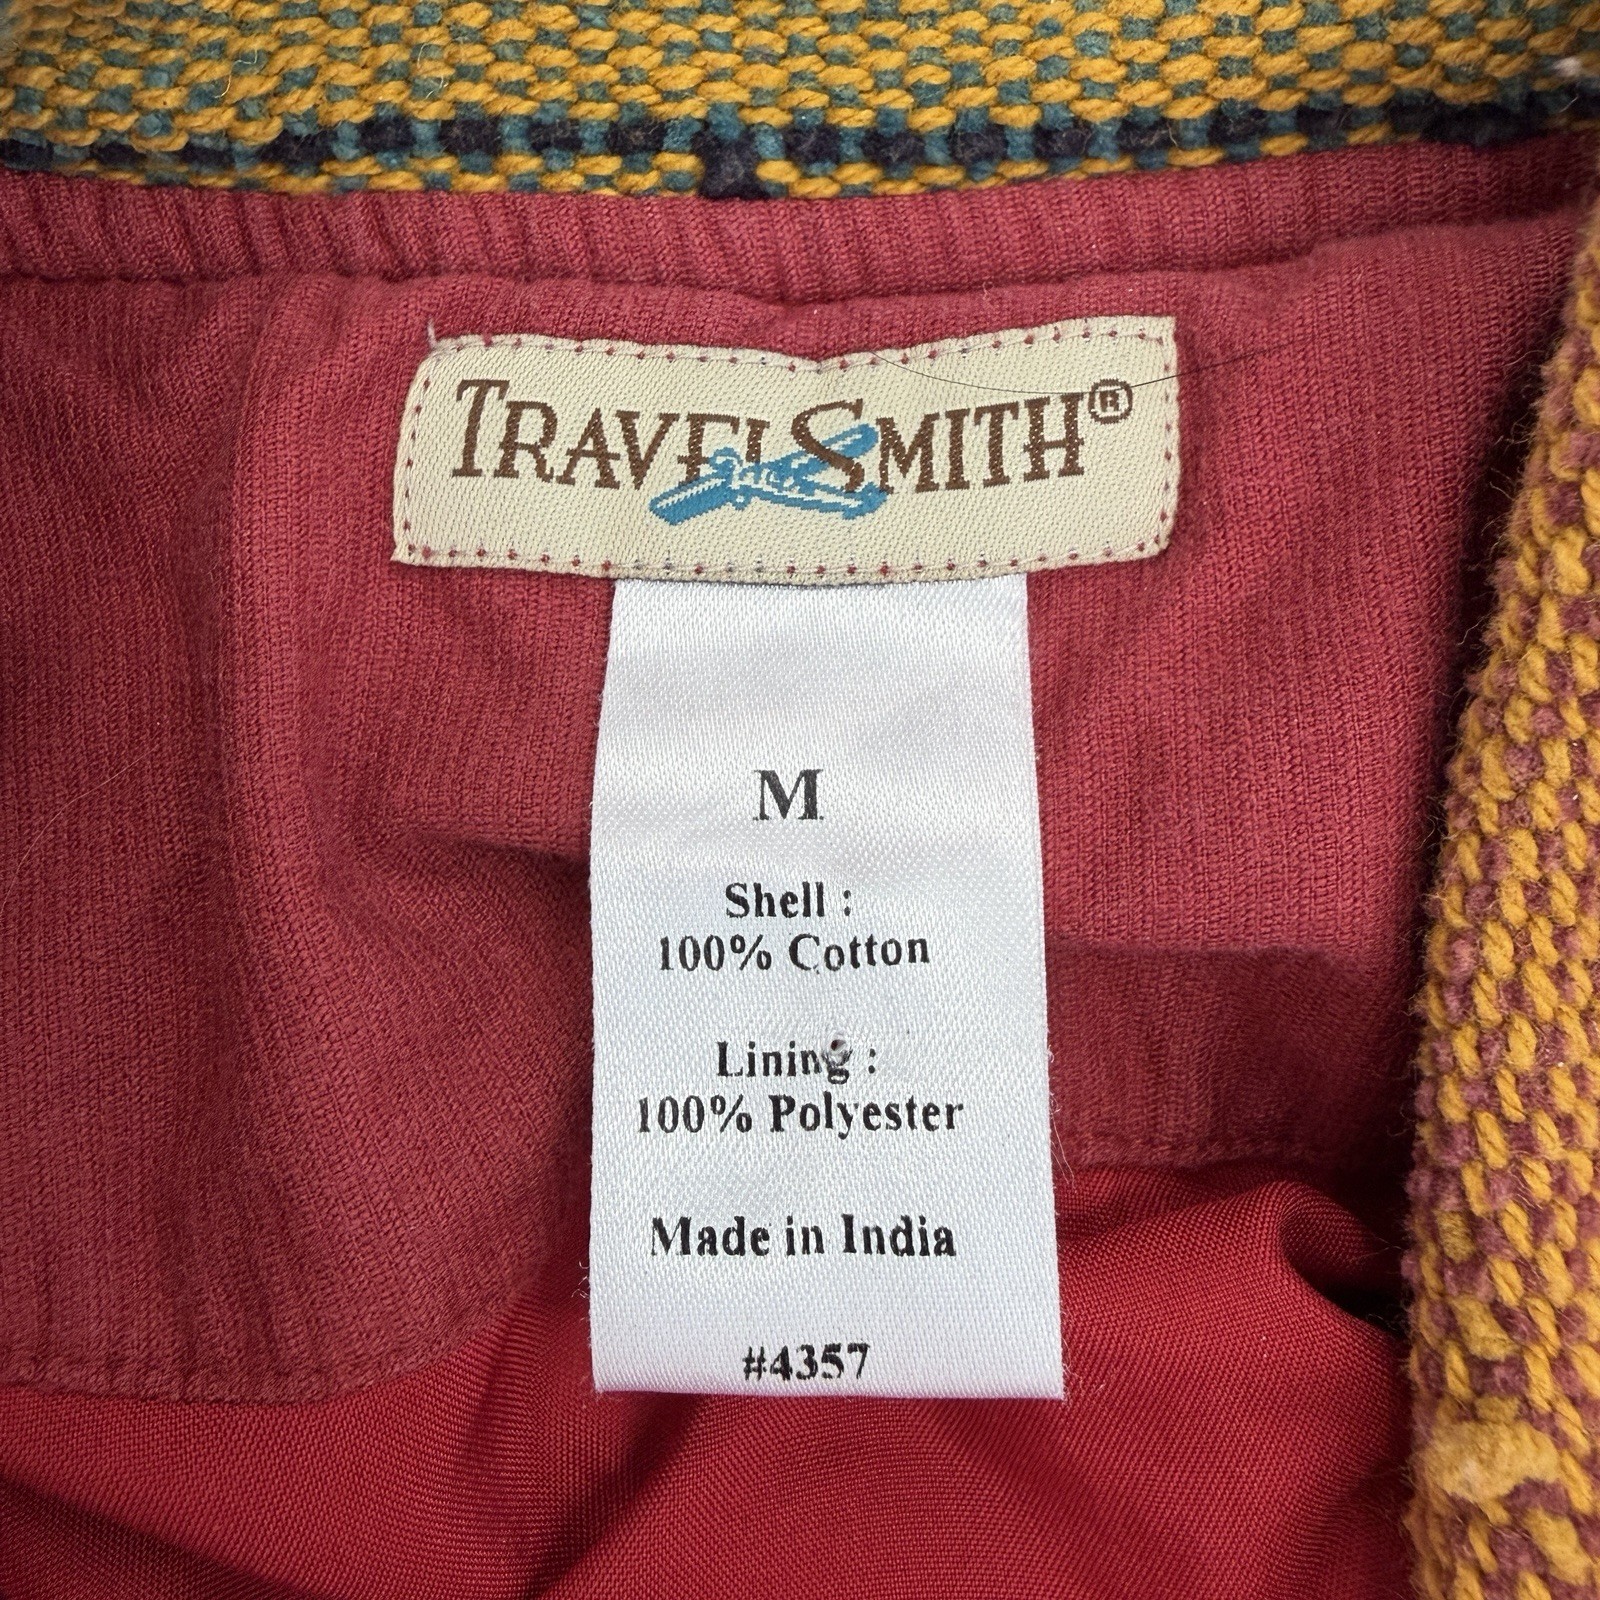 TRAVELSMITH®
M
Shell :
100% Cotton
Lining :
100% Polyester
Made in India
#4357